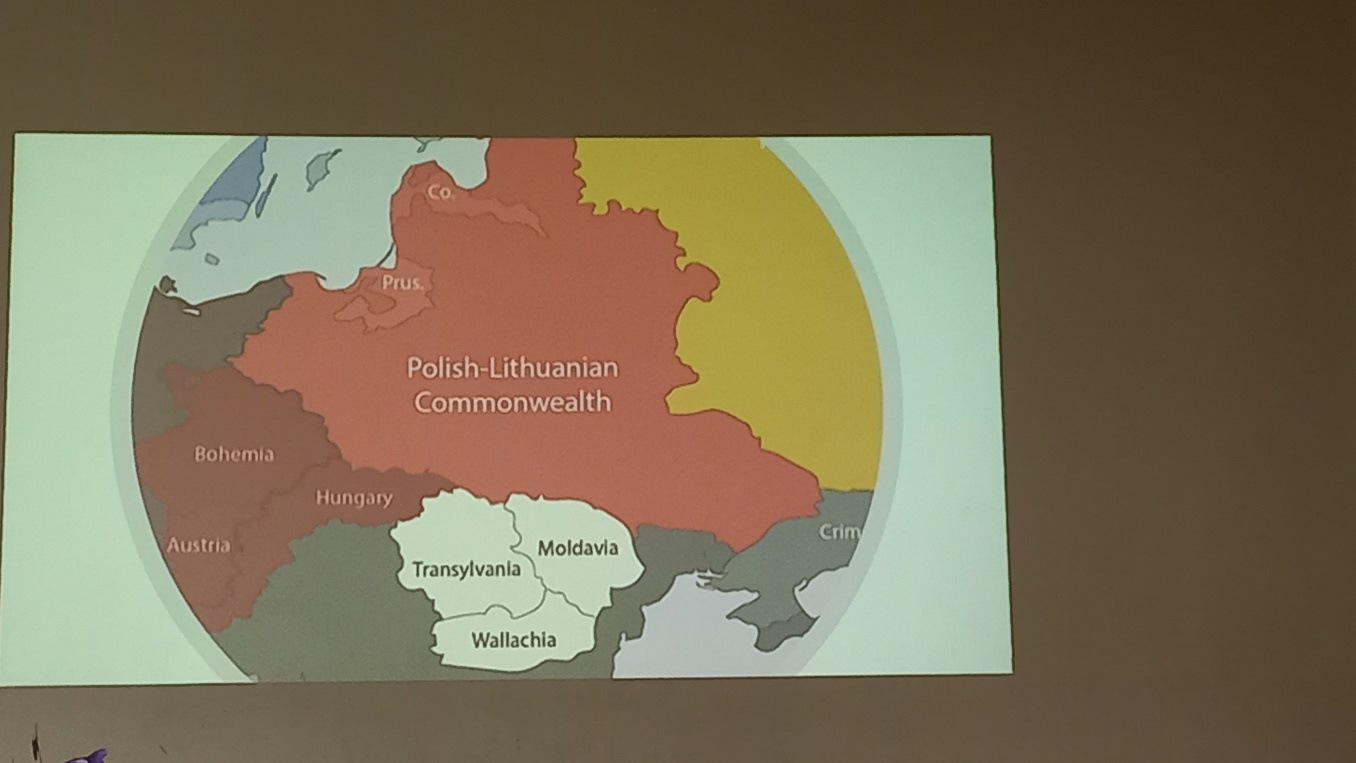 Co.
Prus.
Polish-Lithuanian
Commonwealth
Bohemia
Hungary
Austria
Transylvania
Moldavia
Wallachia
Crim